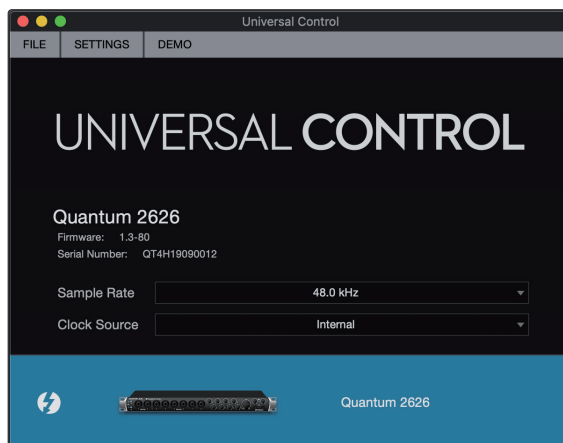 Universal Control
FILE SETTINGS DEMO
UNIVERSAL CONTROL
Quantum 2626
Firmware: 1.3-80
Serial Number: QT4H19090012
Sample Rate 48.0 kHz
Clock Source Internal
Quantum 2626